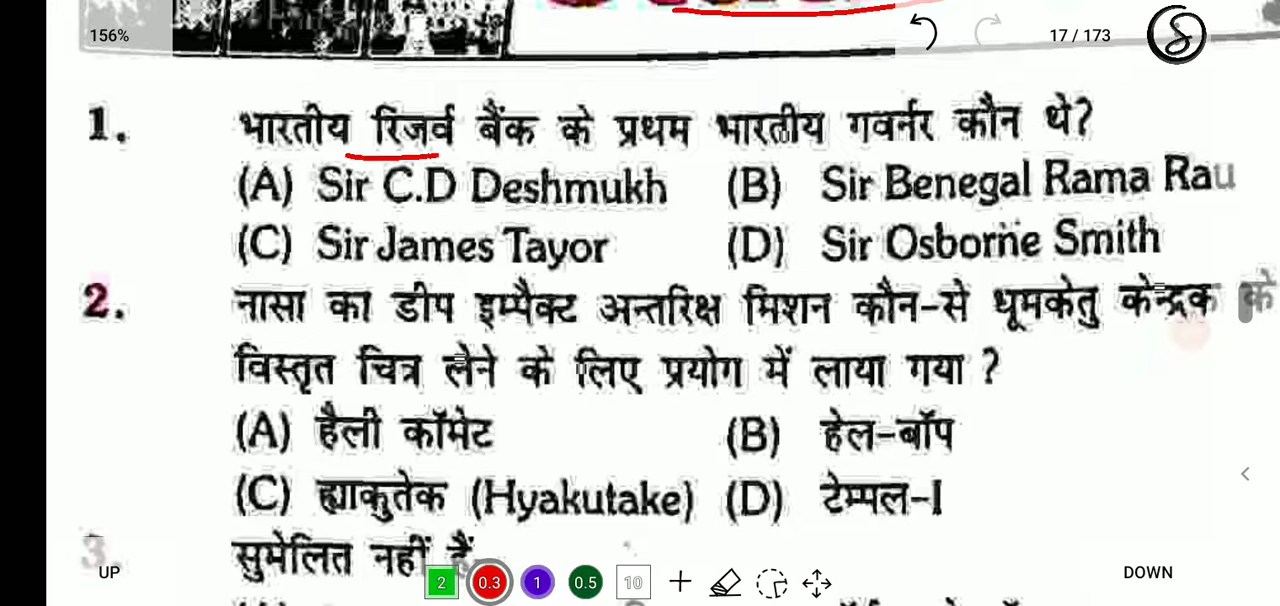 156%
17 / 173
8
1. भारतीय रिजर्व बैंक के प्रथम भारतीय गवर्नर कौन थे?
(A) Sir C.D Deshmukh (B) Sir Benegal Rama Rau
(C) Sir James Tayor (D) Sir Osborne Smith
2. नासा का डीप इम्पैक्ट अन्तरिक्ष मिशन कौन-से धूमकेतु केन्द्रक के
विस्तृत चित्र लेने के लिए प्रयोग में लाया गया ?
(A) हैली कॉमेट (B) हेल-बॉप
(C) ह्याकुतेक (Hyakutake) (D) टेम्पल-I
3. सुमेलित नहीं हैं
UP
2 0.3 1 0.5 10
DOWN